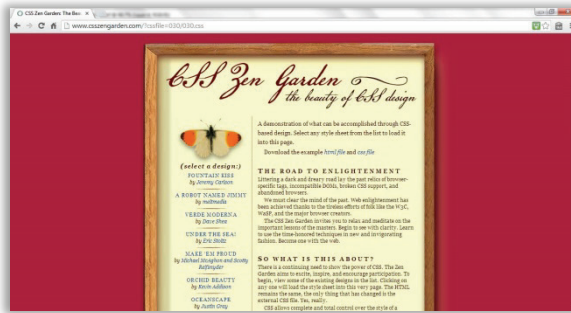 CSS Zen Garden: The Beau
www.csszengarden.com/?cssfile=030/030.css
CSS Zen Garden
the beauty of CSS design
A demonstration of what can be accomplished through CSS-
based design. Select any style sheet from the list to load it
into this page.
Download the example html file and css file
{select a design:}
FOUNTAIN KISS
by Jeremy Carlson
A ROBOT NAMED JIMMY
by meltmedia
VERDE MODERNA
by Dave Shea
UNDER THE SEA!
by Eric Stoltz
MAKE 'EM PROUD
by Michael McAghon and Scotty
Reifsnyder
ORCHID BEAUTY
by Kevin Addison
OCEANSCAPE
by Justin Gray
THE ROAD TO ENLIGHTENMENT
Littering a dark and dreary road lay the past relics of browser-
specific tags, incompatible DOMs, broken CSS support, and
abandoned browsers.
We must clear the mind of the past. Web enlightenment has
been achieved thanks to the tireless efforts of folk like the W3C,
WaSP, and the major browser creators.
The CSS Zen Garden invites you to relax and meditate on the
important lessons of the masters. Begin to see with clarity. Learn
to use the time-honored techniques in new and invigorating
fashion. Become one with the web.
SO WHAT IS THIS ABOUT?
There is a continuing need to show the power of CSS. The Zen
Garden aims to excite, inspire, and encourage participation. To
begin, view some of the existing designs in the list. Clicking on
any one will load the style sheet into this very page. The HTML
remains the same, the only thing that has changed is the
external CSS file. Yes, really.
CSS allows complete and total control over the style of a